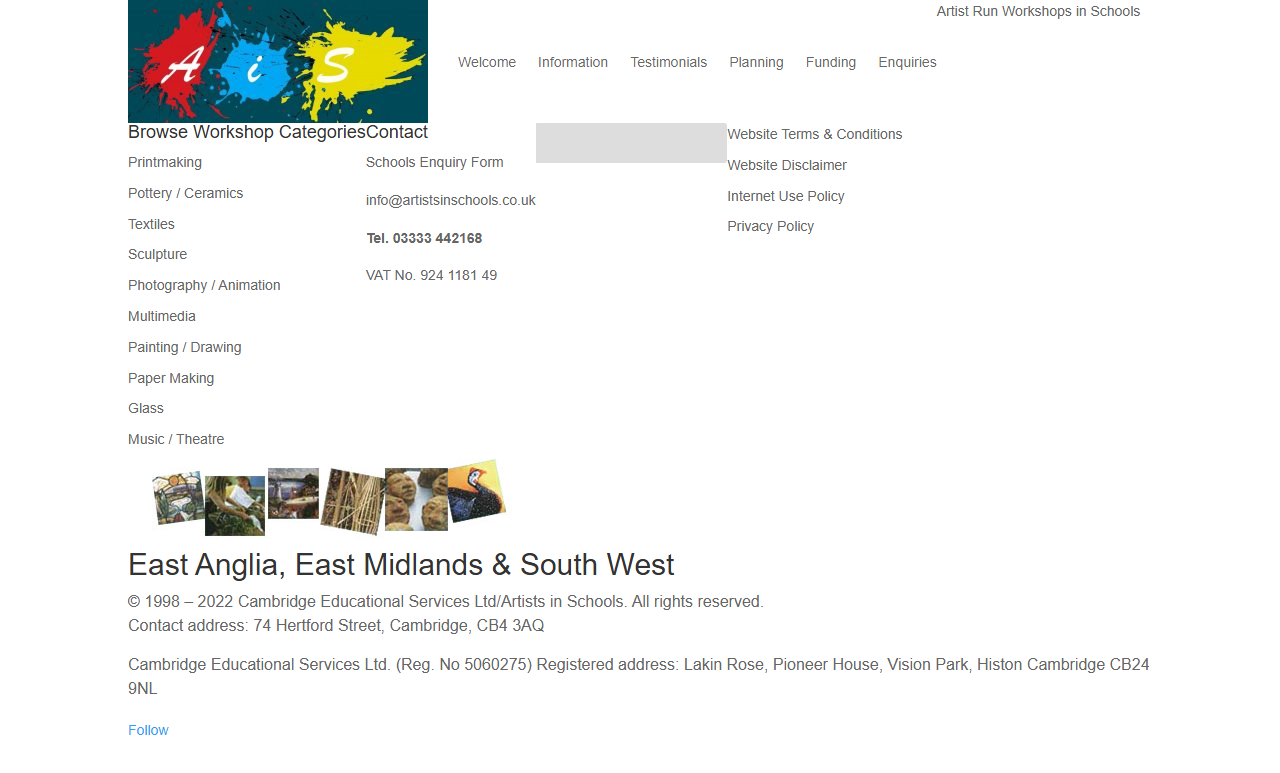 AiS
Artist Run Workshops in Schools
Welcome
Information
Testimonials
Planning
Funding
Enquiries
Browse Workshop Categories
Printmaking
Pottery / Ceramics
Textiles
Sculpture
Photography / Animation
Multimedia
Painting / Drawing
Paper Making
Glass
Music / Theatre
Contact
Schools Enquiry Form
info@artistsinschools.co.uk
Tel. 03333 442168
VAT No. 924 1181 49
Website Terms & Conditions
Website Disclaimer
Internet Use Policy
Privacy Policy
East Anglia, East Midlands & South West
© 1998 – 2022 Cambridge Educational Services Ltd/Artists in Schools. All rights reserved.
Contact address: 74 Hertford Street, Cambridge, CB4 3AQ
Cambridge Educational Services Ltd. (Reg. No 5060275) Registered address: Lakin Rose, Pioneer House, Vision Park, Histon Cambridge CB24
9NL
Follow